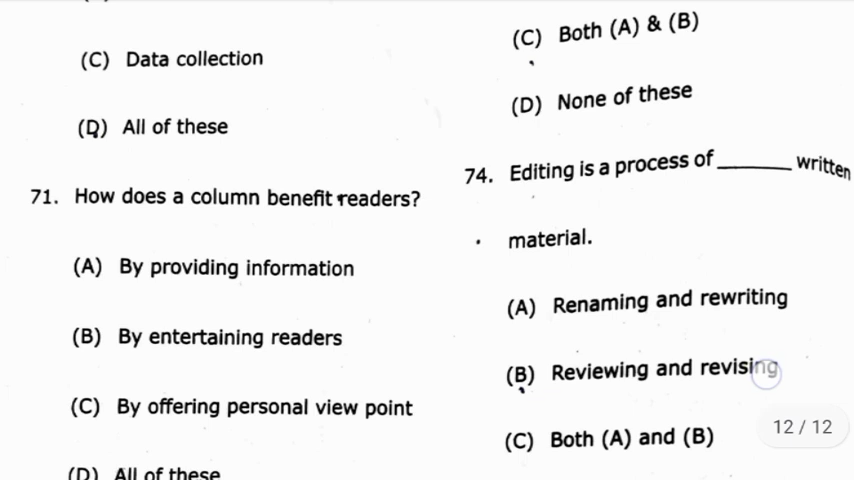 (C) Data collection
(D) All of these
71. How does a column benefit readers?
(A) By providing information
(B) By entertaining readers
(C) By offering personal view point
(D) All of these
(C) Both (A) & (B)
(D) None of these
74. Editing is a process of ______ written
material.
(A) Renaming and rewriting
(B) Reviewing and revising
(C) Both (A) and (B)
12 / 12